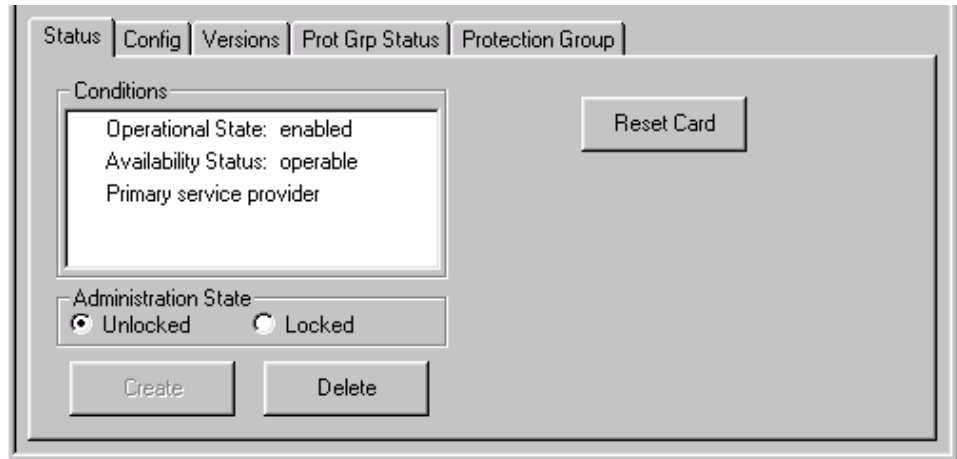 Status Config Versions Prot Grp Status Protection Group
Conditions
Operational State: enabled
Availability Status: operable
Primary service provider
Reset Card
Administration State
Unlocked Locked
Create Delete